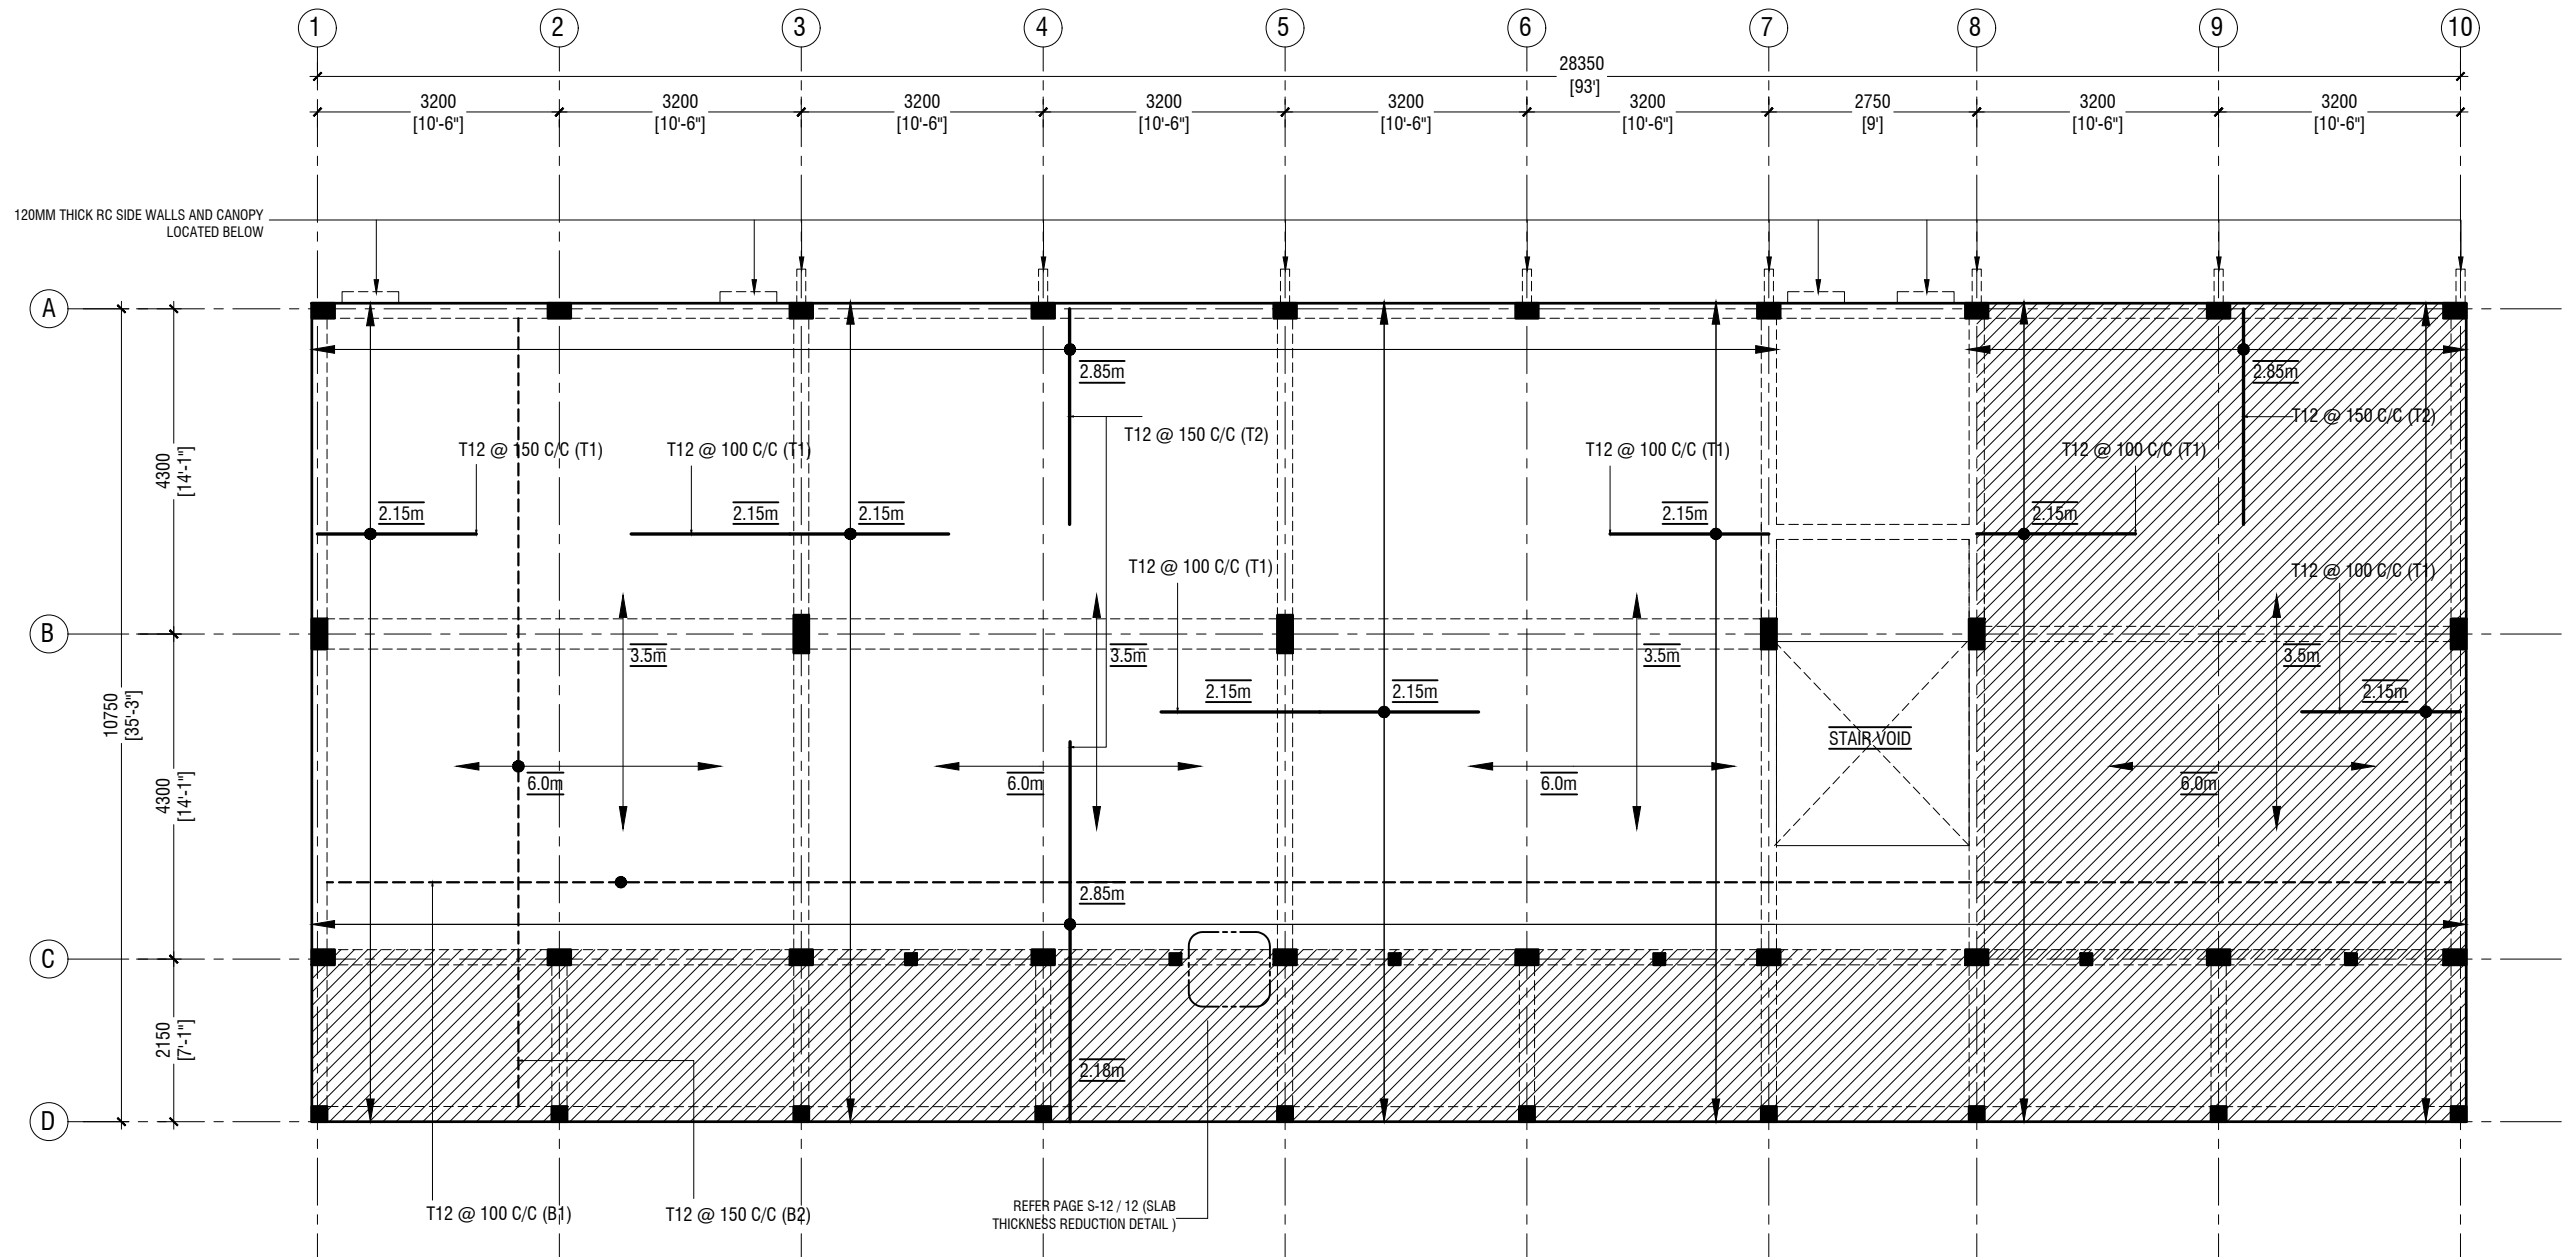 1 2 3 4 5 6 7 8 9 10
28350
[93']
3200 3200 3200 3200 3200 3200 2750 3200 3200
[10'-6"] [10'-6"] [10'-6"] [10'-6"] [10'-6"] [10'-6"] [9'] [10'-6"] [10'-6"]
120MM THICK RC SIDE WALLS AND CANOPY
LOCATED BELOW
A
2.85m 2.85m
T12 @ 150 C/C (T2)
T12 @ 150 C/C (T2)
T12 @ 150 C/C (T1) T12 @ 100 C/C (T1) T12 @ 100 C/C (T1) T12 @ 100 C/C (T1)
4300
[14'-1"]
2.15m 2.15m 2.15m 2.15m 2.15m
T12 @ 100 C/C (T1) T12 @ 100 C/C (T1)
B
3.5m 3.5m 3.5m 3.5m
2.15m 2.15m 2.15m
10750
[35'-3"]
STAIR VOID
4300
[14'-1"]
6.0m 6.0m 6.0m 6.0m
2.85m
C
2150
[7'-1"]
2.18m
D
T12 @ 100 C/C (B1) T12 @ 150 C/C (B2)
REFER PAGE S-12 / 12 (SLAB
THICKNESS REDUCTION DETAIL )